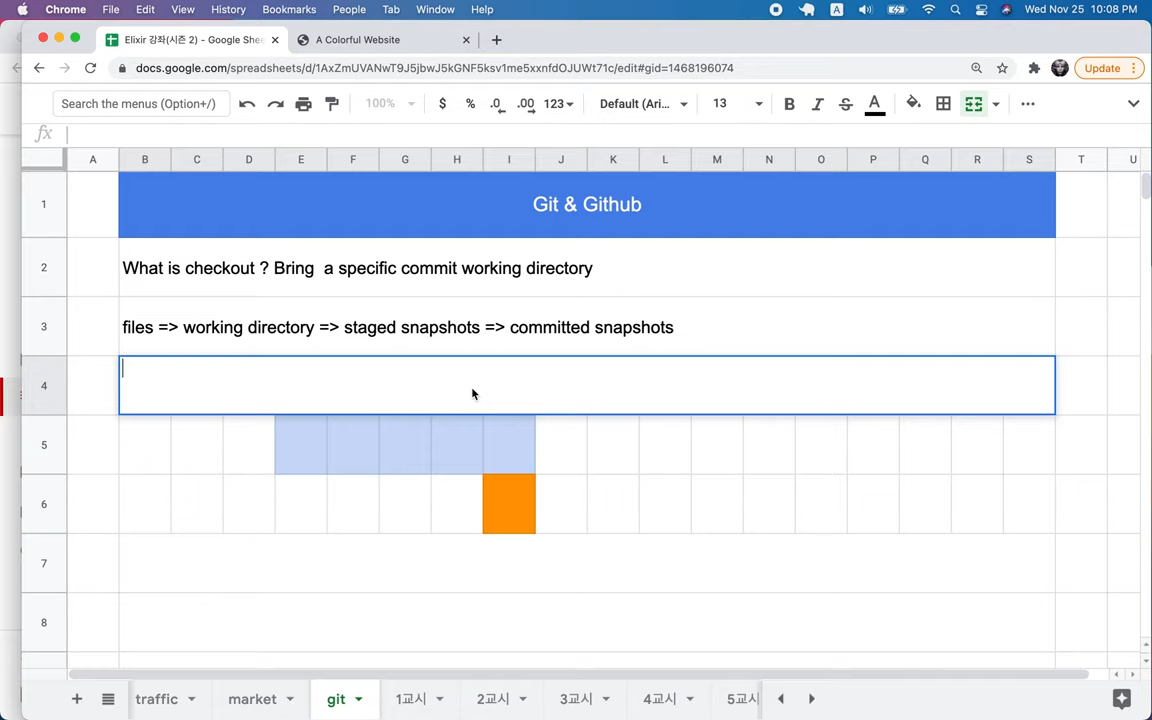 Chrome File Edit View History Bookmarks People Tab Window Help A Wed Nov 25 10:08 PM
Elixir 강좌(시즌 2) - Google Shee A Colorful Website
docs.google.com/spreadsheets/d/1AxZmUVANwT9J5jbwJ5kGNF5ksv1me5xxnfdOJUWt71c/edit#gid=1468196074 Update
Search the menus (Option+/) 100% $ % .0 .00 123 Default (Ari... 13 B I S A
fx
A B C D E F G H I J K L M N O P Q R S T U
1 Git & Github
2 What is checkout ? Bring a specific commit working directory
3 files => working directory => staged snapshots => committed snapshots
4
5
6
7
8
traffic market git 1교시 2교시 3교시 4교시 5교시